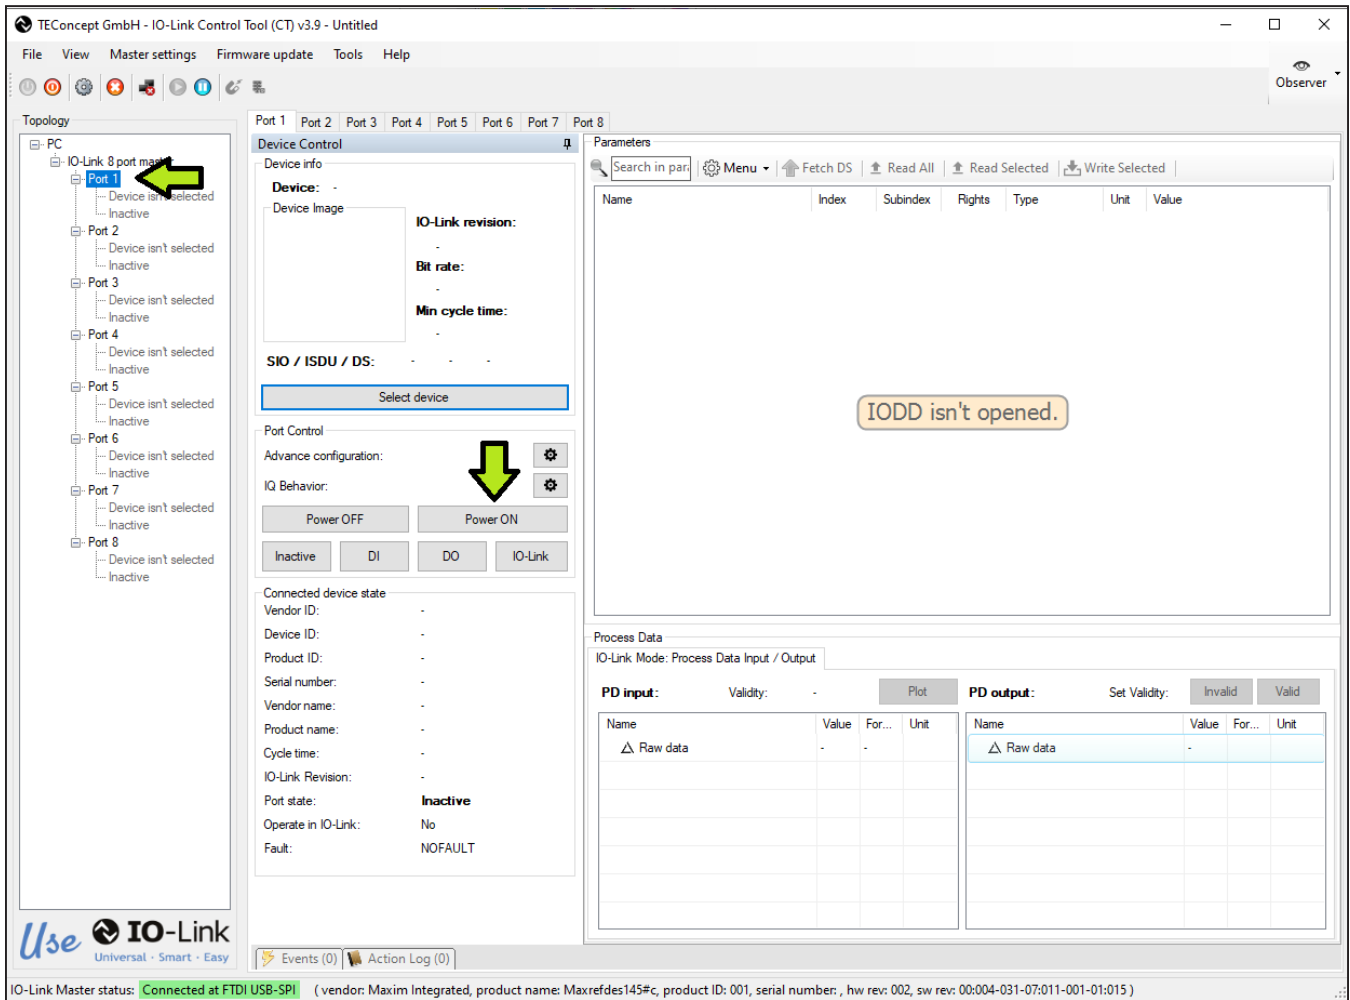 TEConcept GmbH - IO-Link Control Tool (CT) v3.9 - Untitled
File View Master settings Firmware update Tools Help
Observer
Topology
PC
IO-Link 8 port master
Port 1
Device isn't selected
Inactive
Port 2
Device isn't selected
Inactive
Port 3
Device isn't selected
Inactive
Port 4
Device isn't selected
Inactive
Port 5
Device isn't selected
Inactive
Port 6
Device isn't selected
Inactive
Port 7
Device isn't selected
Inactive
Port 8
Device isn't selected
Inactive
Use IO-Link
Universal · Smart · Easy
Port 1 Port 2 Port 3 Port 4 Port 5 Port 6 Port 7 Port 8
Device Control
Device info
Device: -
Device Image
IO-Link revision:
-
Bit rate:
-
Min cycle time:
-
SIO / ISDU / DS: - - -
Select device
Port Control
Advance configuration:
IQ Behavior:
Power OFF Power ON
Inactive DI DO IO-Link
Connected device state
Vendor ID: -
Device ID: -
Product ID: -
Serial number: -
Vendor name: -
Product name: -
Cycle time: -
IO-Link Revision: -
Port state: Inactive
Operate in IO-Link: No
Fault: NOFAULT
Events (0) Action Log (0)
Parameters
Search in par Menu Fetch DS Read All Read Selected Write Selected
Name Index Subindex Rights Type Unit Value
IODD isn't opened.
Process Data
IO-Link Mode: Process Data Input / Output
PD input: Validity: - Plot
Name Value For... Unit
Raw data - -
PD output: Set Validity: Invalid Valid
Name Value For... Unit
Raw data -
IO-Link Master status: Connected at FTDI USB-SPI ( vendor: Maxim Integrated, product name: Maxrefdes145#c, product ID: 001, serial number: , hw rev: 002, sw rev: 00:004-031-07:011-001-01:015 )